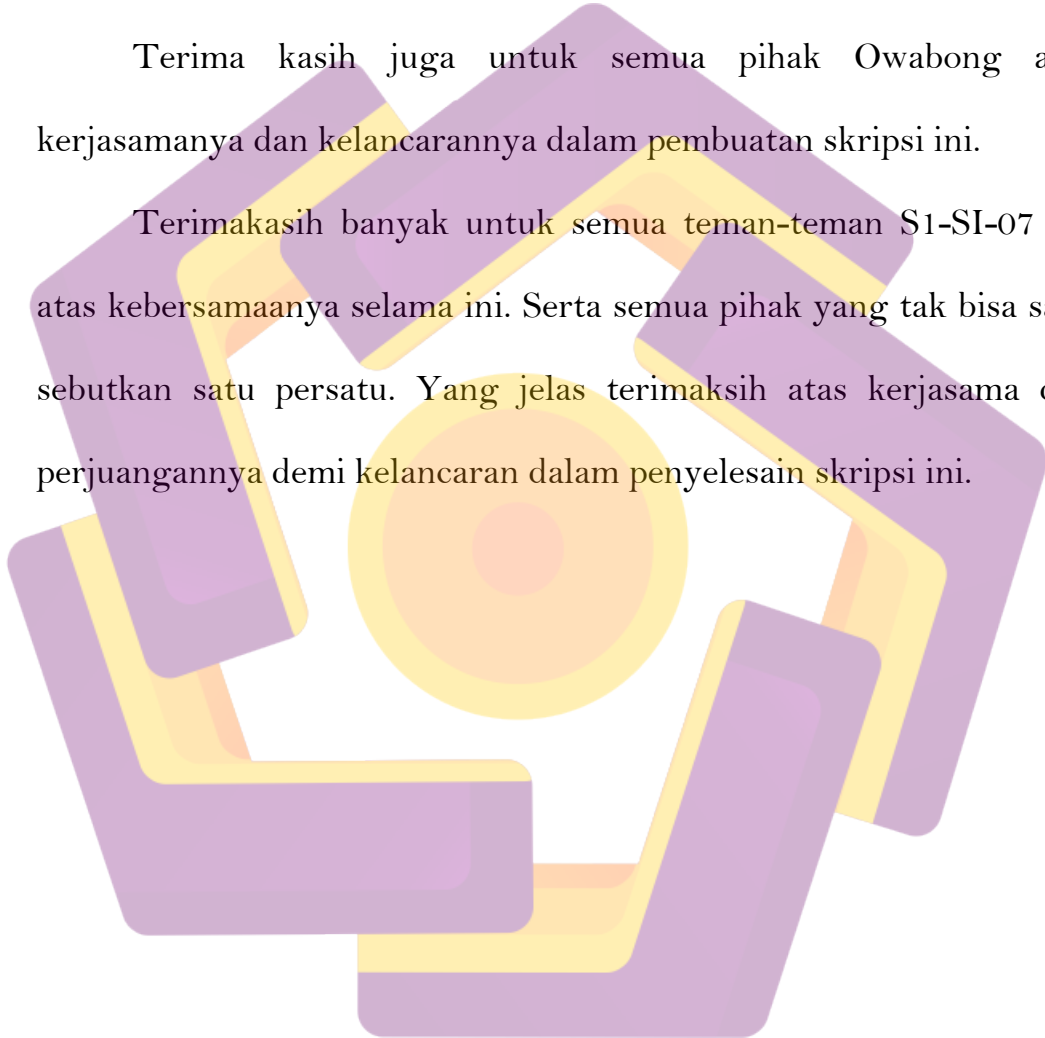 Terima kasih juga untuk semua pihak Owabong
kerjasamanya dan kelancarannya dalam pembuatan skripsi ini.
Terimakasih banyak untuk semua teman-teman S1-SI-07
atas kebersamaanya selama ini. Serta semua pihak yang tak bisa
sebutkan satu persatu. Yang jelas terimaksih atas kerjasama
perjuangannya demi kelancaran dalam penyelesain skripsi ini.